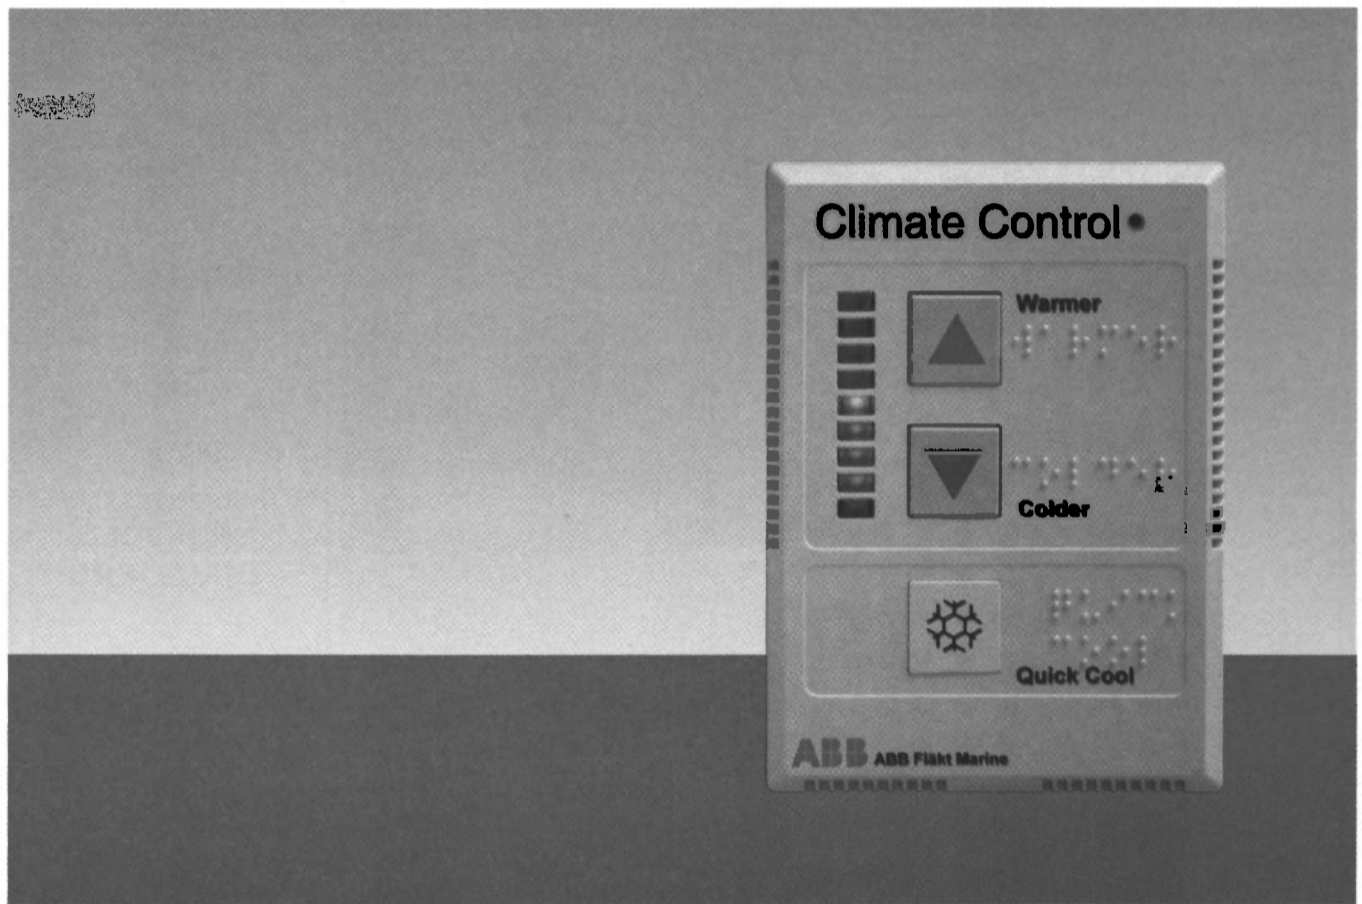 Climate Control
Warmer
Colder
Quick Cool
ABB ABB Fläkt Marine